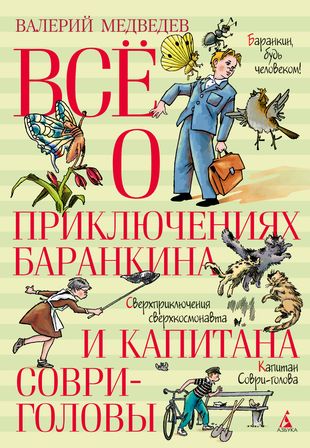 ВАЛЕРИЙ МЕДВЕДЕВ
Баранкин,
будь
человеком!
ВСЁ
О
ПРИКЛЮЧЕНИЯХ
БАРАНКИНА
Сверхприключения
сверхкосмонавта
И КАПИТАНА
Капитан
Соври-голова
СОВРИ-
ГОЛОВЫ
АЗБУКА